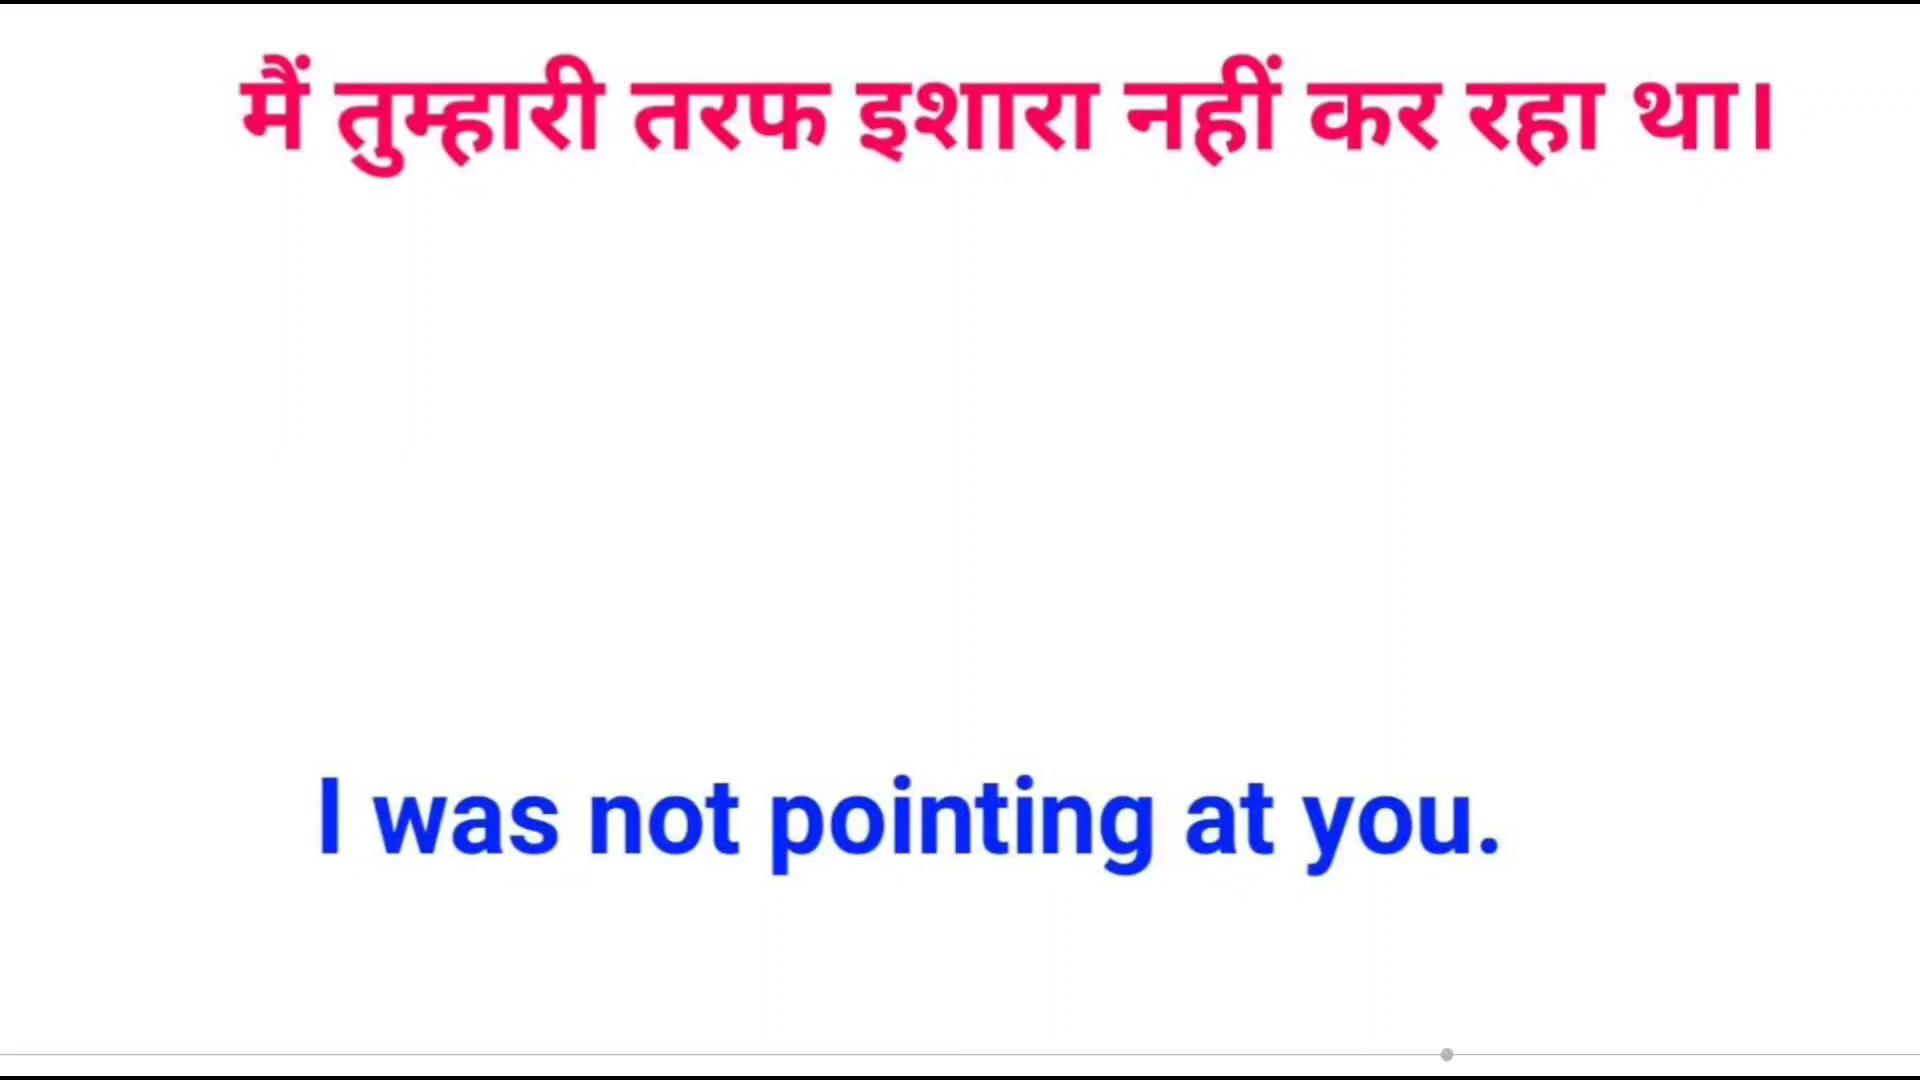 मैं तुम्हारी तरफ इशारा नहीं कर रहा था।
I was not pointing at you.